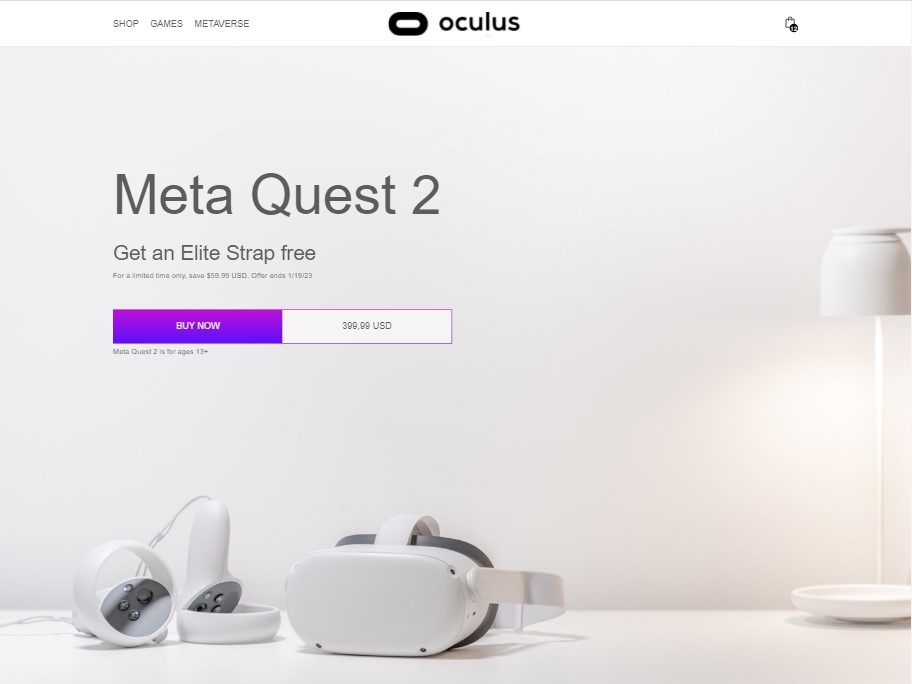 SHOP GAMES METAVERSE
oculus
12
Meta Quest 2
Get an Elite Strap free
For a limited time only, save $59.99 USD. Offer ends 1/19/23
BUY NOW
399,99 USD
Meta Quest 2 is for ages 13+